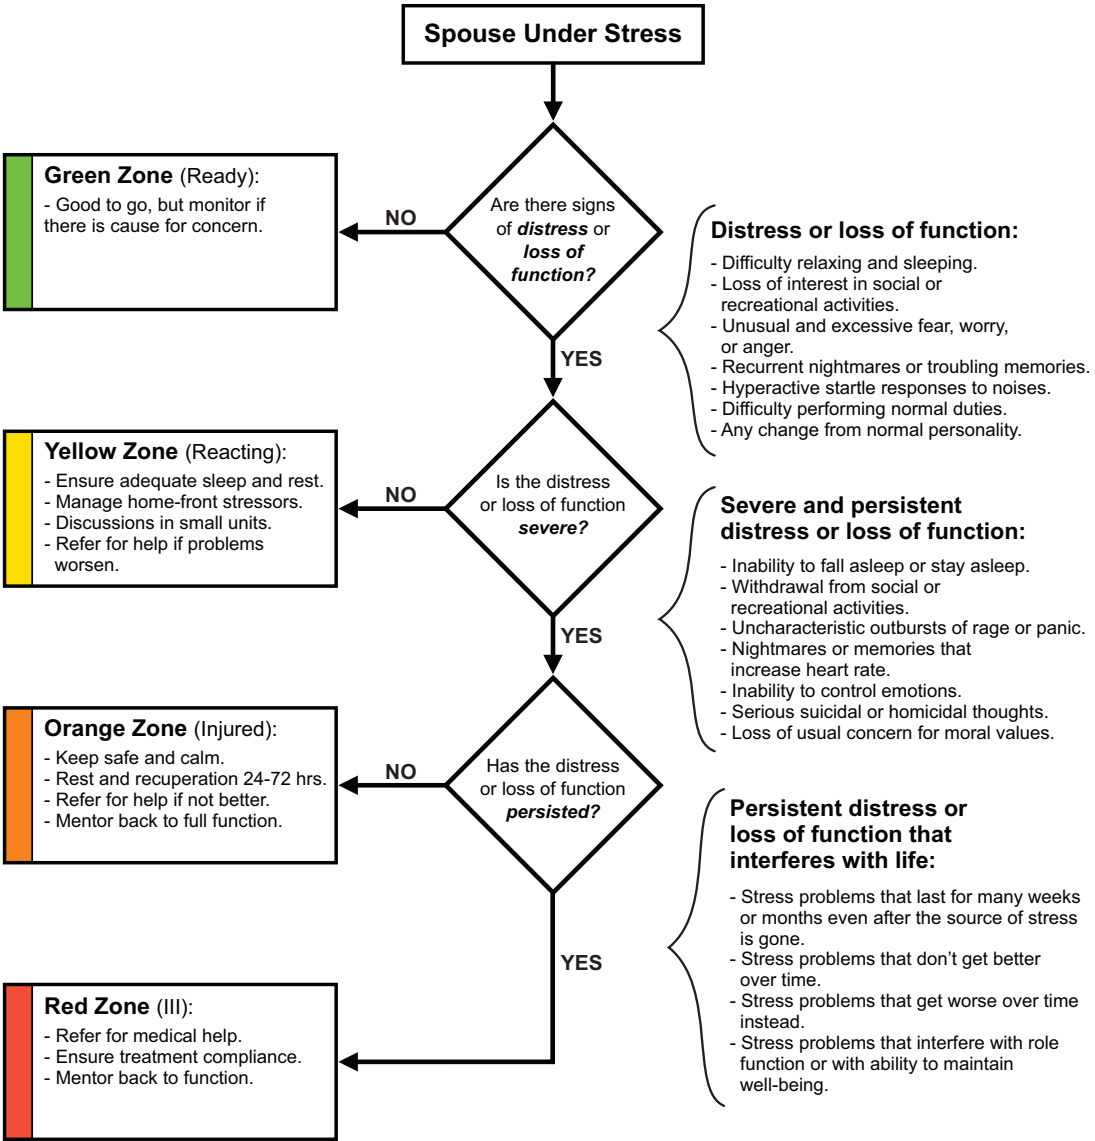 Spouse Under Stress
Are there signs
of distress or
loss of
function?
NO
Green Zone (Ready):
- Good to go, but monitor if
there is cause for concern.
Distress or loss of function:
- Difficulty relaxing and sleeping.
- Loss of interest in social or
recreational activities.
- Unusual and excessive fear, worry,
or anger.
- Recurrent nightmares or troubling memories.
- Hyperactive startle responses to noises.
- Difficulty performing normal duties.
- Any change from normal personality.
YES
Is the distress
or loss of function
severe?
NO
Yellow Zone (Reacting):
- Ensure adequate sleep and rest.
- Manage home-front stressors.
- Discussions in small units.
- Refer for help if problems
worsen.
Severe and persistent
distress or loss of function:
- Inability to fall asleep or stay asleep.
- Withdrawal from social or
recreational activities.
- Uncharacteristic outbursts of rage or panic.
- Nightmares or memories that
increase heart rate.
- Inability to control emotions.
- Serious suicidal or homicidal thoughts.
- Loss of usual concern for moral values.
YES
Has the distress
or loss of function
persisted?
NO
Orange Zone (Injured):
- Keep safe and calm.
- Rest and recuperation 24-72 hrs.
- Refer for help if not better.
- Mentor back to full function.
Persistent distress or
loss of function that
interferes with life:
- Stress problems that last for many weeks
or months even after the source of stress
is gone.
- Stress problems that don’t get better
over time.
- Stress problems that get worse over time
instead.
- Stress problems that interfere with role
function or with ability to maintain
well-being.
YES
Red Zone (III):
- Refer for medical help.
- Ensure treatment compliance.
- Mentor back to function.